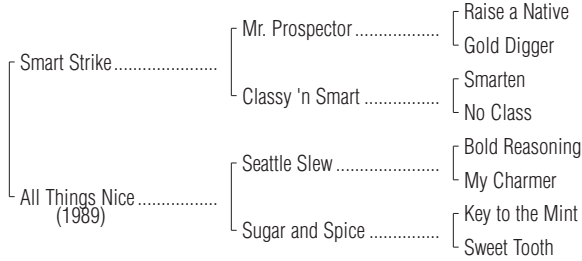 Raise a Native
Mr. Prospector ..................
Gold Digger
Smart Strike ......................
Smarten
Classy 'n Smart ................
No Class
Bold Reasoning
Seattle Slew ......................
My Charmer
All Things Nice .................
(1989)
Key to the Mint
Sugar and Spice ...............
Sweet Tooth